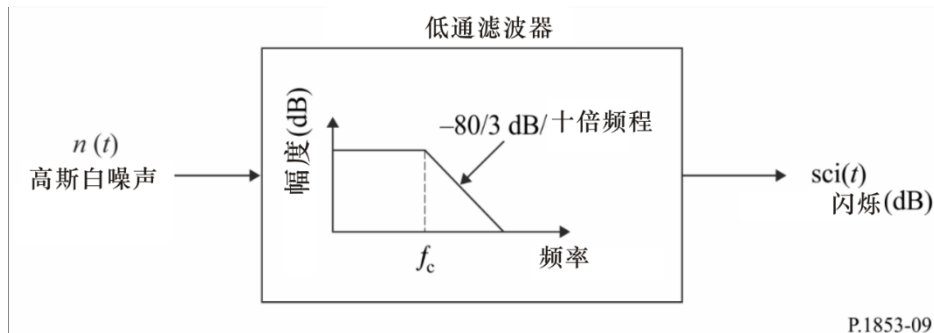 低通滤波器
n (t)
高斯白噪声
幅度(dB)
–80/3 dB/十倍频程
f_c
频率
sci(t)
闪烁(dB)
P.1853-09